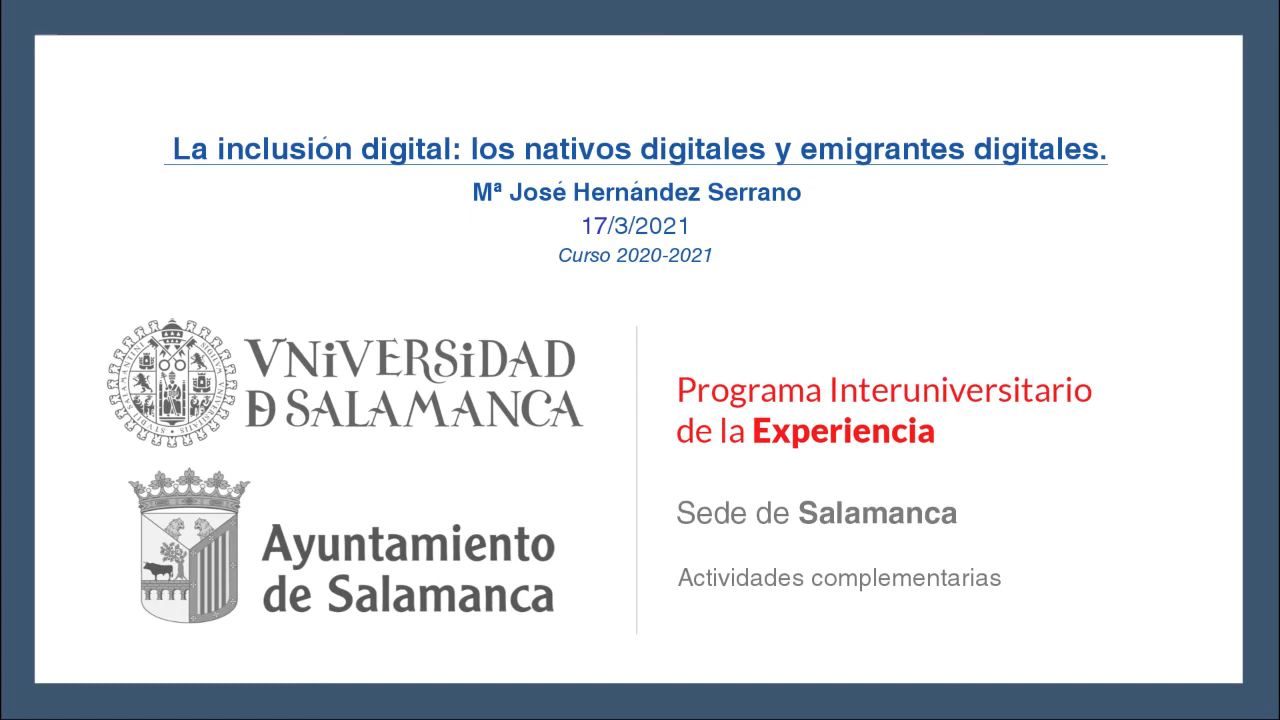 La inclusión digital: los nativos digitales y emigrantes digitales.
Mª José Hernández Serrano
17/3/2021
Curso 2020-2021
VNiVERSiDAD
D SALAMANCA
Ayuntamiento
de Salamanca
Programa Interuniversitario
de la Experiencia
Sede de Salamanca
Actividades complementarias